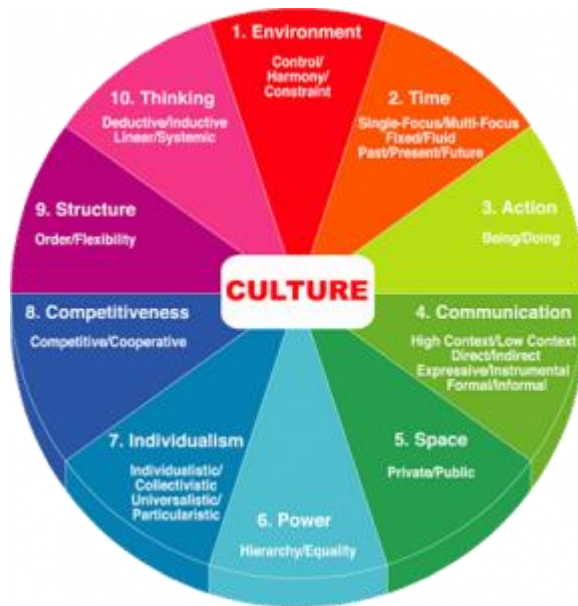 1. Environment
Control/
Harmony/
Constraint
2. Time
Single-Focus/Multi-Focus
Fixed/Fluid
Past/Present/Future
3. Action
Being/Doing
4. Communication
High Context/Low Context
Direct/Indirect
Expressive/Instrumental
Formal/Informal
5. Space
Private/Public
6. Power
Hierarchy/Equality
7. Individualism
Individualistic/
Collectivistic
Universalistic/
Particularistic
8. Competitiveness
Competitive/Cooperative
9. Structure
Order/Flexibility
10. Thinking
Deductive/Inductive
Linear/Systemic
CULTURE